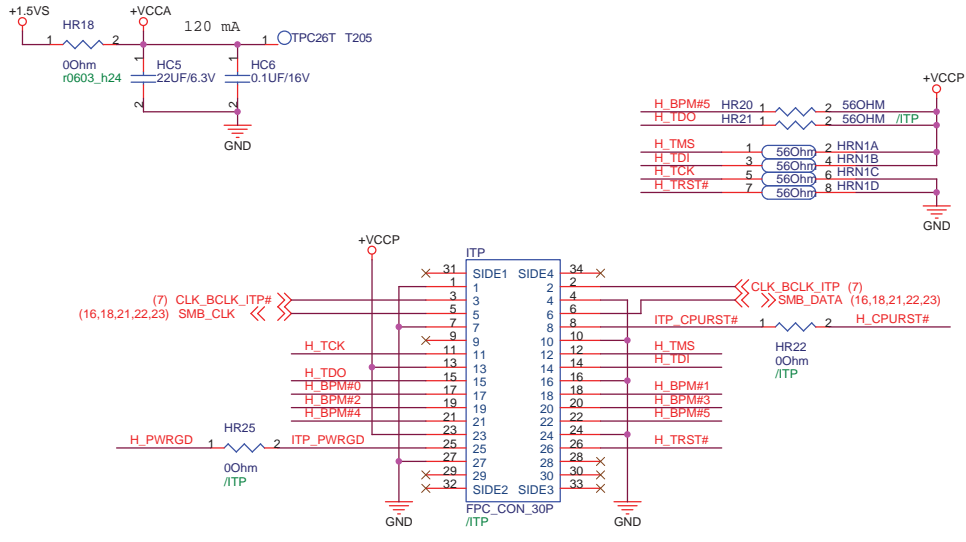 +1.5VS
+VCCA
HR18
120 mA
1 2
1 TPC26T T205
0Ohm
r0603_h24
1 HC5
22UF/6.3V
2
1 HC6
0.1UF/16V
2
GND
+VCCP
H_BPM#5 HR20 1 2 56OHM
H_TDO HR21 1 2 56OHM /ITP
H_TMS 1 56Ohm 2 HRN1A
H_TDI 3 56Ohm 4 HRN1B
H_TCK 5 56Ohm 6 HRN1C
H_TRST# 7 56Ohm 8 HRN1D
GND
+VCCP
ITP
31 SIDE1 SIDE4 34
1 1 2 2 CLK_BCLK_ITP (7)
(7) CLK_BCLK_ITP# 3 3 4 4 SMB_DATA (16,18,21,22,23)
(16,18,21,22,23) SMB_CLK 5 5 6 6
7 7 8 8 ITP_CPURST# 1 2 H_CPURST#
HR22
0Ohm
/ITP
9 9 10 10
H_TCK 11 11 12 12 H_TMS
13 13 14 14 H_TDI
H_TDO 15 15 16 16
H_BPM#0 17 17 18 18 H_BPM#1
H_BPM#2 19 19 20 20 H_BPM#3
H_BPM#4 21 21 22 22 H_BPM#5
23 23 24 24
HR25
H_PWRGD 1 2 ITP_PWRGD 25 25 26 26 H_TRST#
0Ohm
/ITP
27 27 28 28
29 29 30 30
32 SIDE2 SIDE3 33
FPC_CON_30P
/ITP
GND
GND